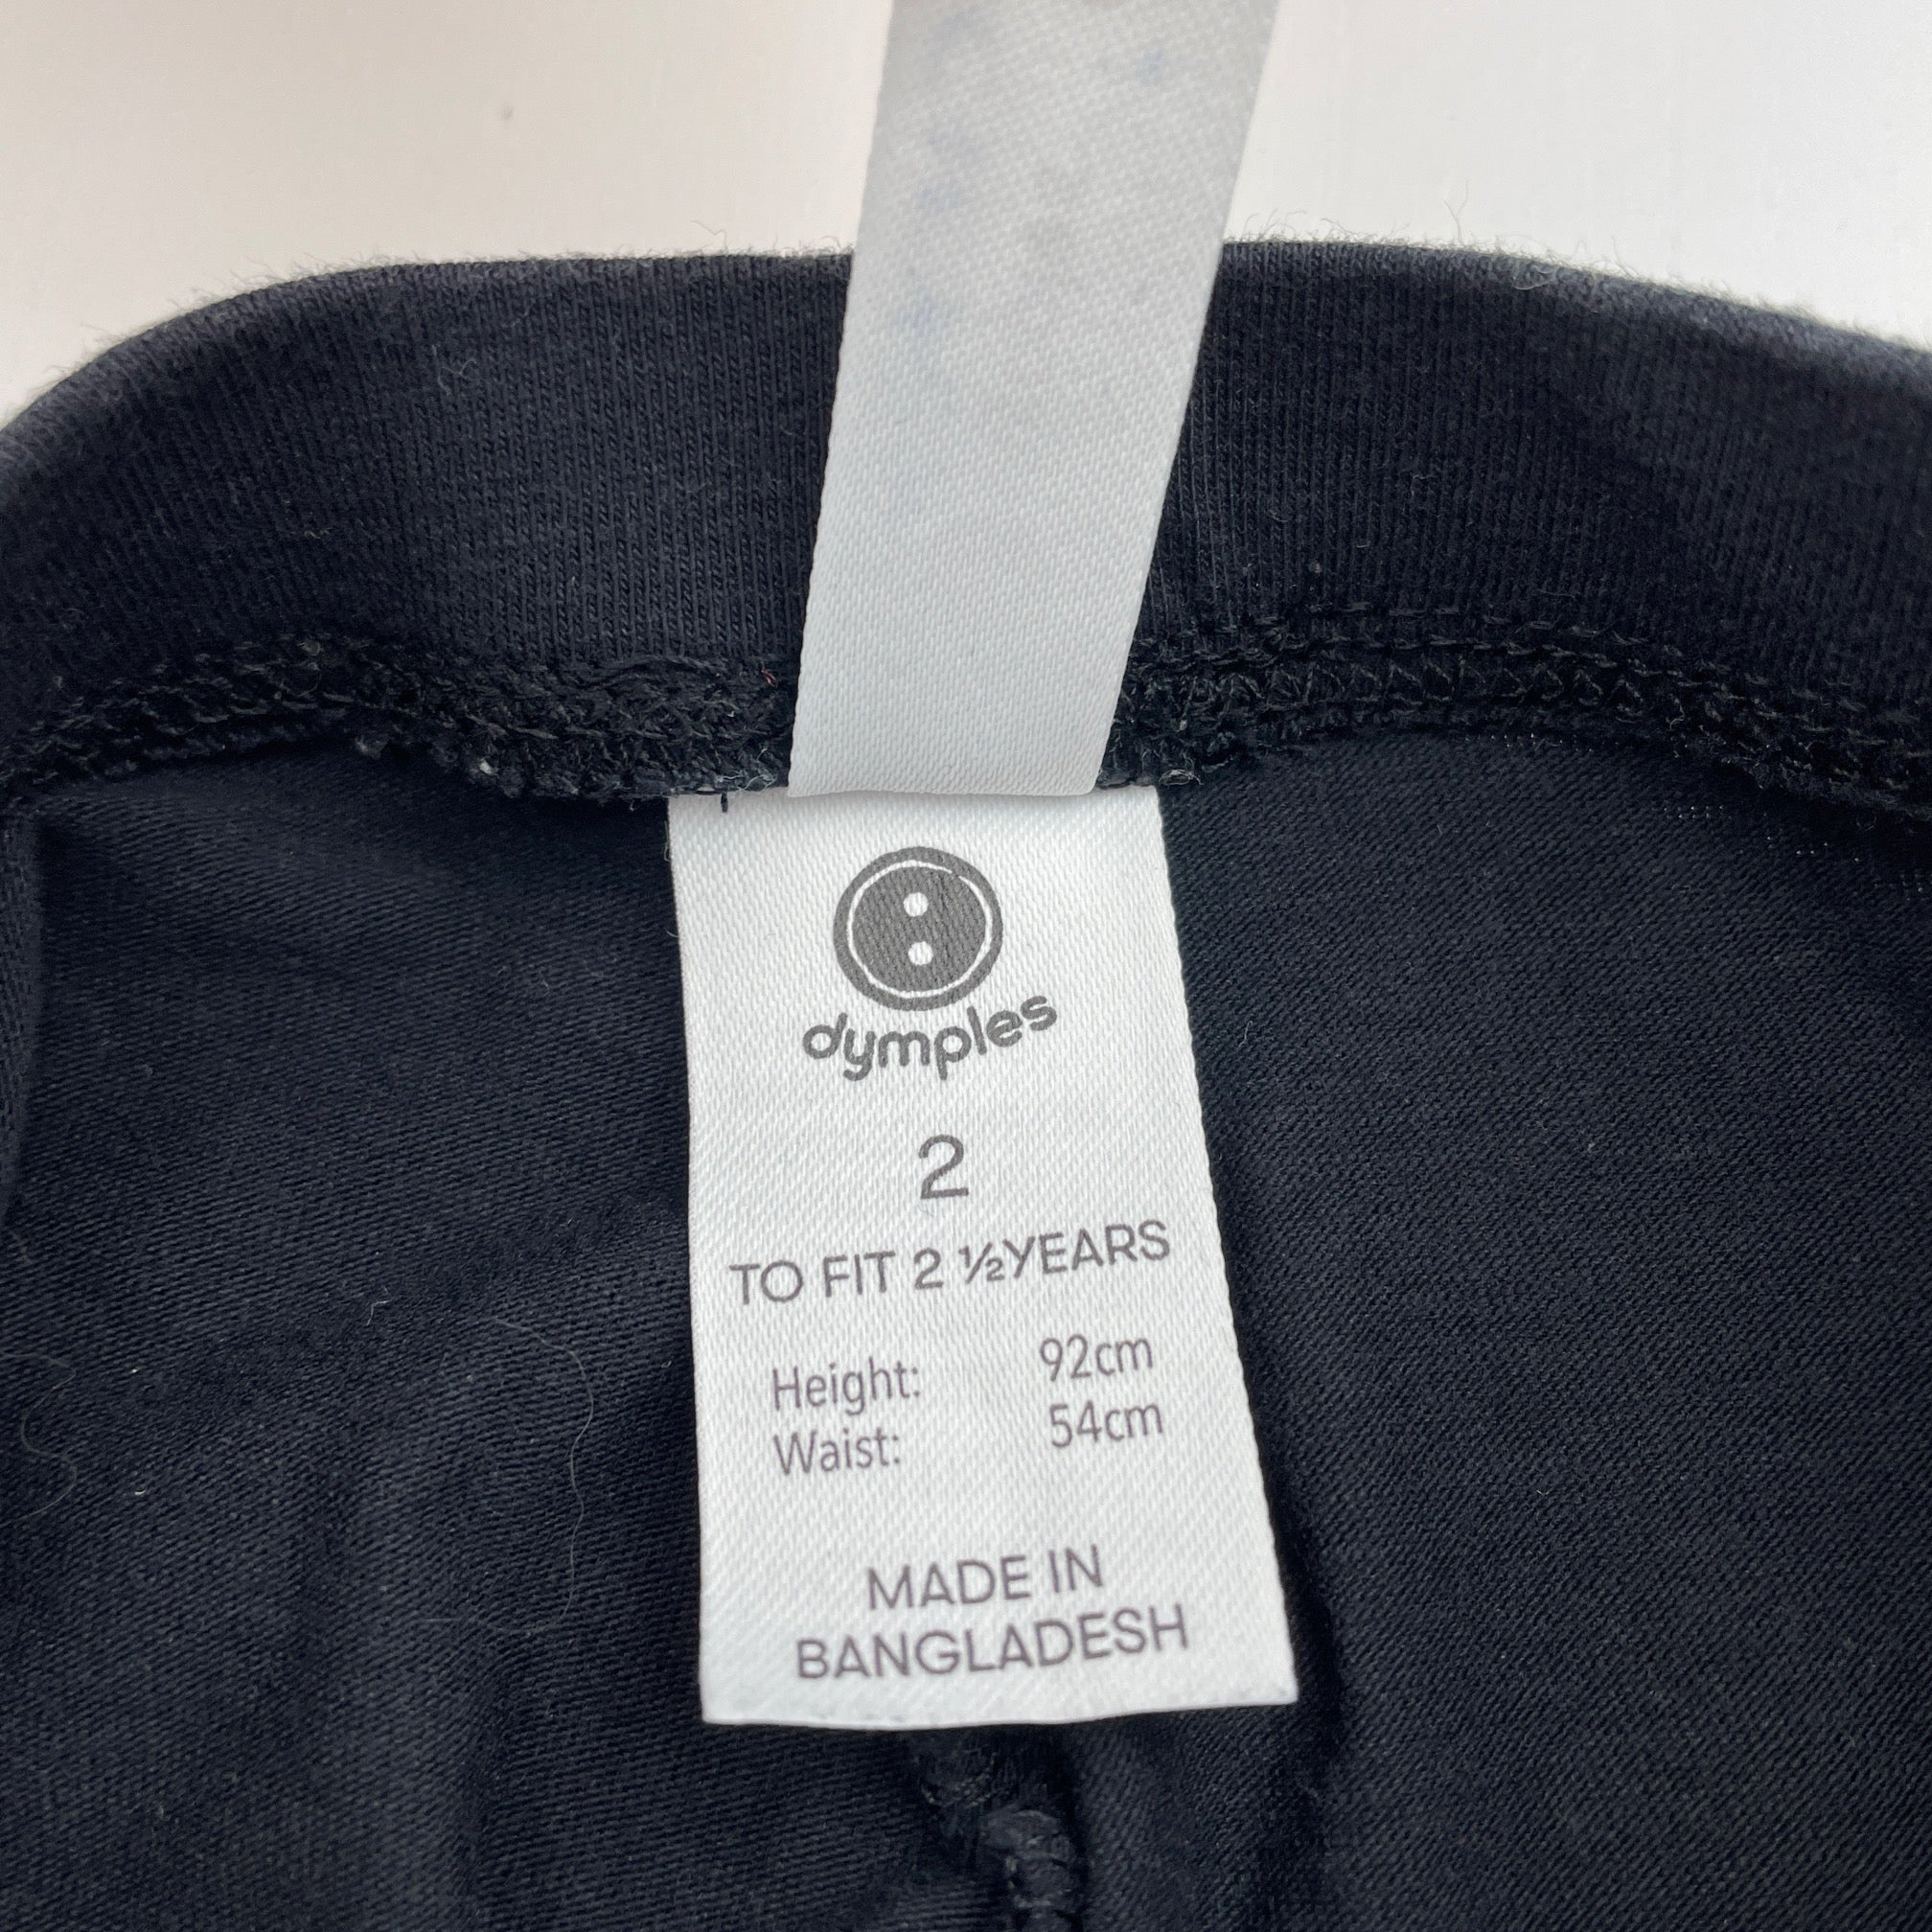 dymples
2
TO FIT 2 ½YEARS
Height: 92cm
Waist: 54cm
MADE IN
BANGLADESH